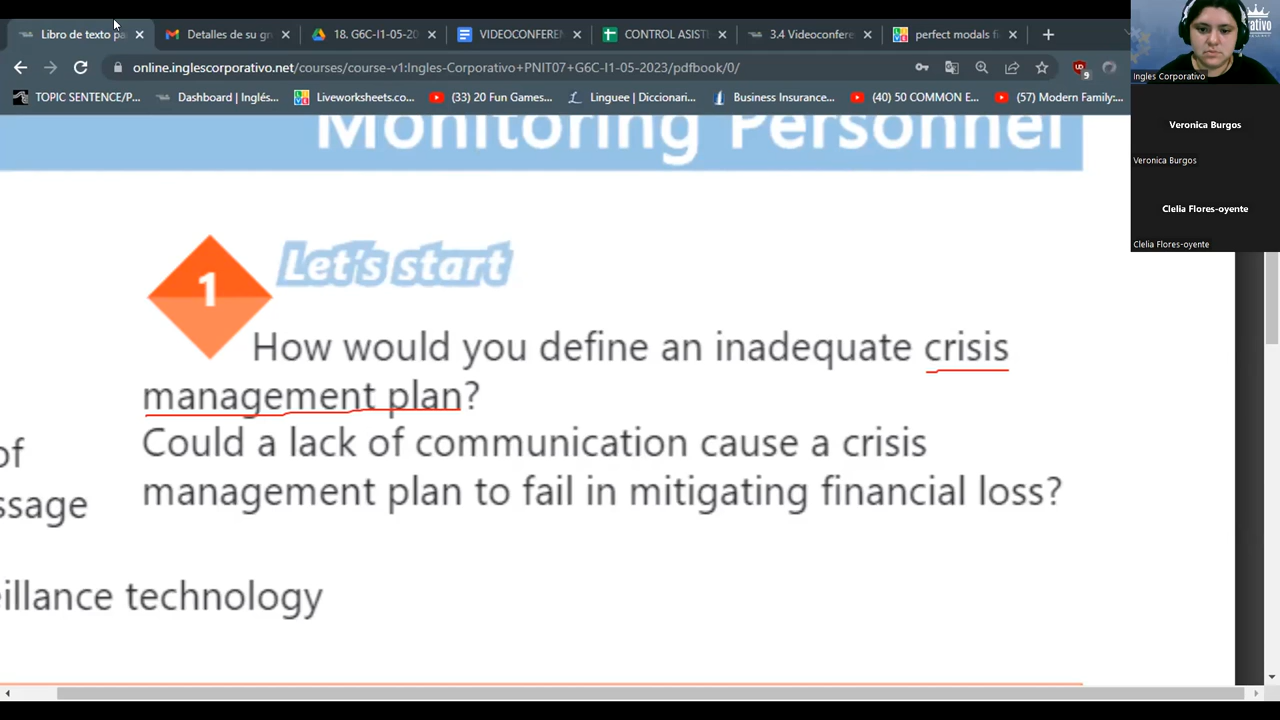 Libro de texto pa
Detalles de su gr
18. G6C-I1-05-20
VIDEOCONFEREN
CONTROL ASIST
3.4 Videoconfere
perfect modals fi
online.inglescorporativo.net/courses/course-v1:Ingles-Corporativo+PNIT07+G6C-I1-05-2023/pdfbook/0/
9
TOPIC SENTENCE/P...
Dashboard | Inglés...
Liveworksheets.co...
(33) 20 Fun Games...
Linguee | Diccionari...
Business Insurance...
(40) 50 COMMON E...
(57) Modern Family:...
Ingles Corporativo
Veronica Burgos
Veronica Burgos
Clelia Flores-oyente
Clelia Flores-oyente
Monitoring Personnel
1
Let's start
How would you define an inadequate crisis
management plan?
Could a lack of communication cause a crisis
management plan to fail in mitigating financial loss?
of
ssage
eillance technology